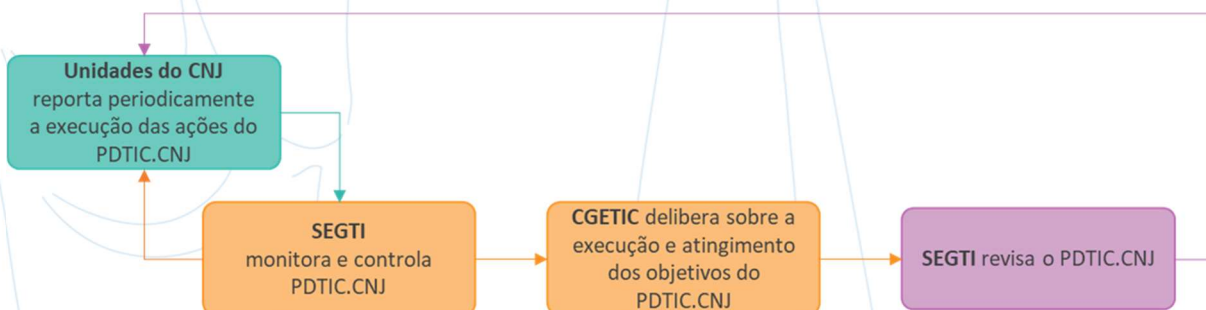 Unidades do CNJ
reporta periodicamente
a execução das ações do
PDTIC.CNJ
SEGTI
monitora e controla
PDTIC.CNJ
CGETIC delibera sobre a
execução e atingimento
dos objetivos do
PDTIC.CNJ
SEGTI revisa o PDTIC.CNJ